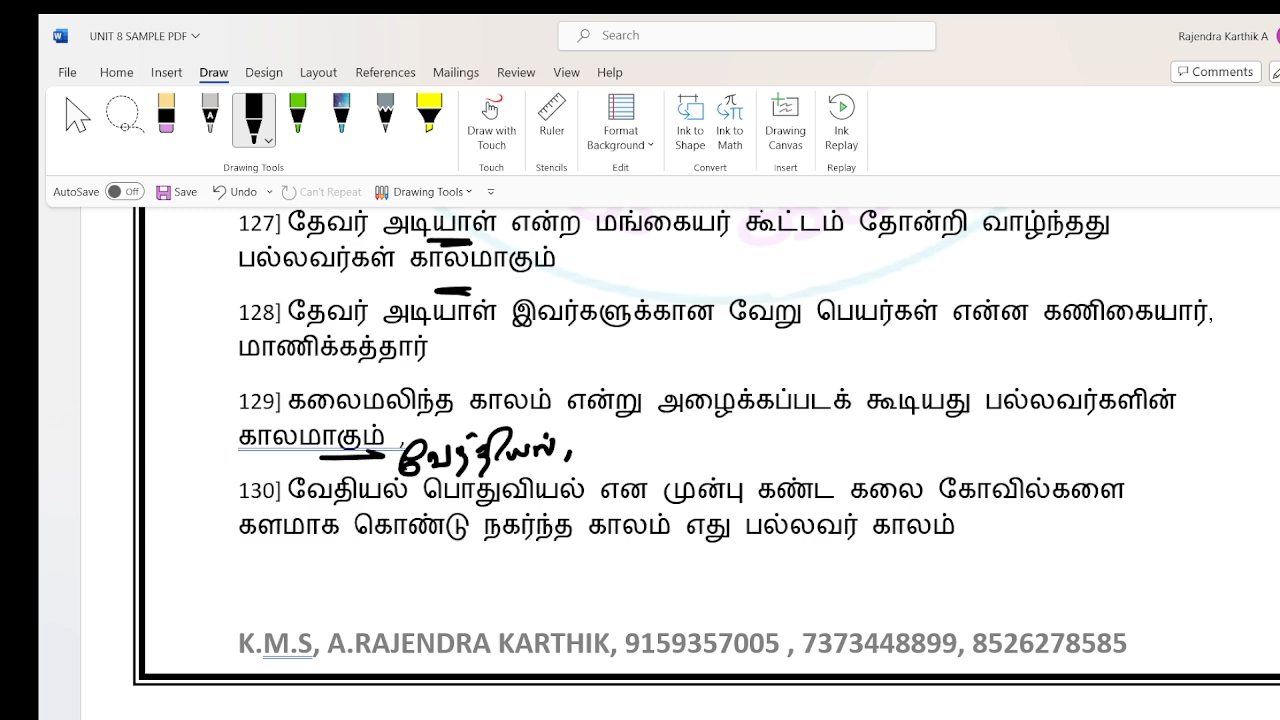 UNIT 8 SAMPLE PDF
Search
Rajendra Karthik A
File Home Insert Draw Design Layout References Mailings Review View Help
Comments
Draw with Touch
Ruler
Format Background
Ink to Shape
Ink to Math
Drawing Canvas
Ink Replay
Drawing Tools Touch Stencils Edit Convert Insert Replay
AutoSave Off Save Undo Can't Repeat Drawing Tools
127] தேவர் அடியாள் என்ற மங்கையர் கூட்டம் தோன்றி வாழ்ந்தது
பல்லவர்கள் காலமாகும்
128] தேவர் அடியாள் இவர்களுக்கான வேறு பெயர்கள் என்ன கணிகையார்,
மாணிக்கத்தார்
129] கலைமலிந்த காலம் என்று அழைக்கப்படக் கூடியது பல்லவர்களின்
காலமாகும் ,
வேத்தியல்,
130] வேதியல் பொதுவியல் என முன்பு கண்ட கலை கோவில்களை
களமாக கொண்டு நகர்ந்த காலம் எது பல்லவர் காலம்
K.M.S, A.RAJENDRA KARTHIK, 9159357005 , 7373448899, 8526278585